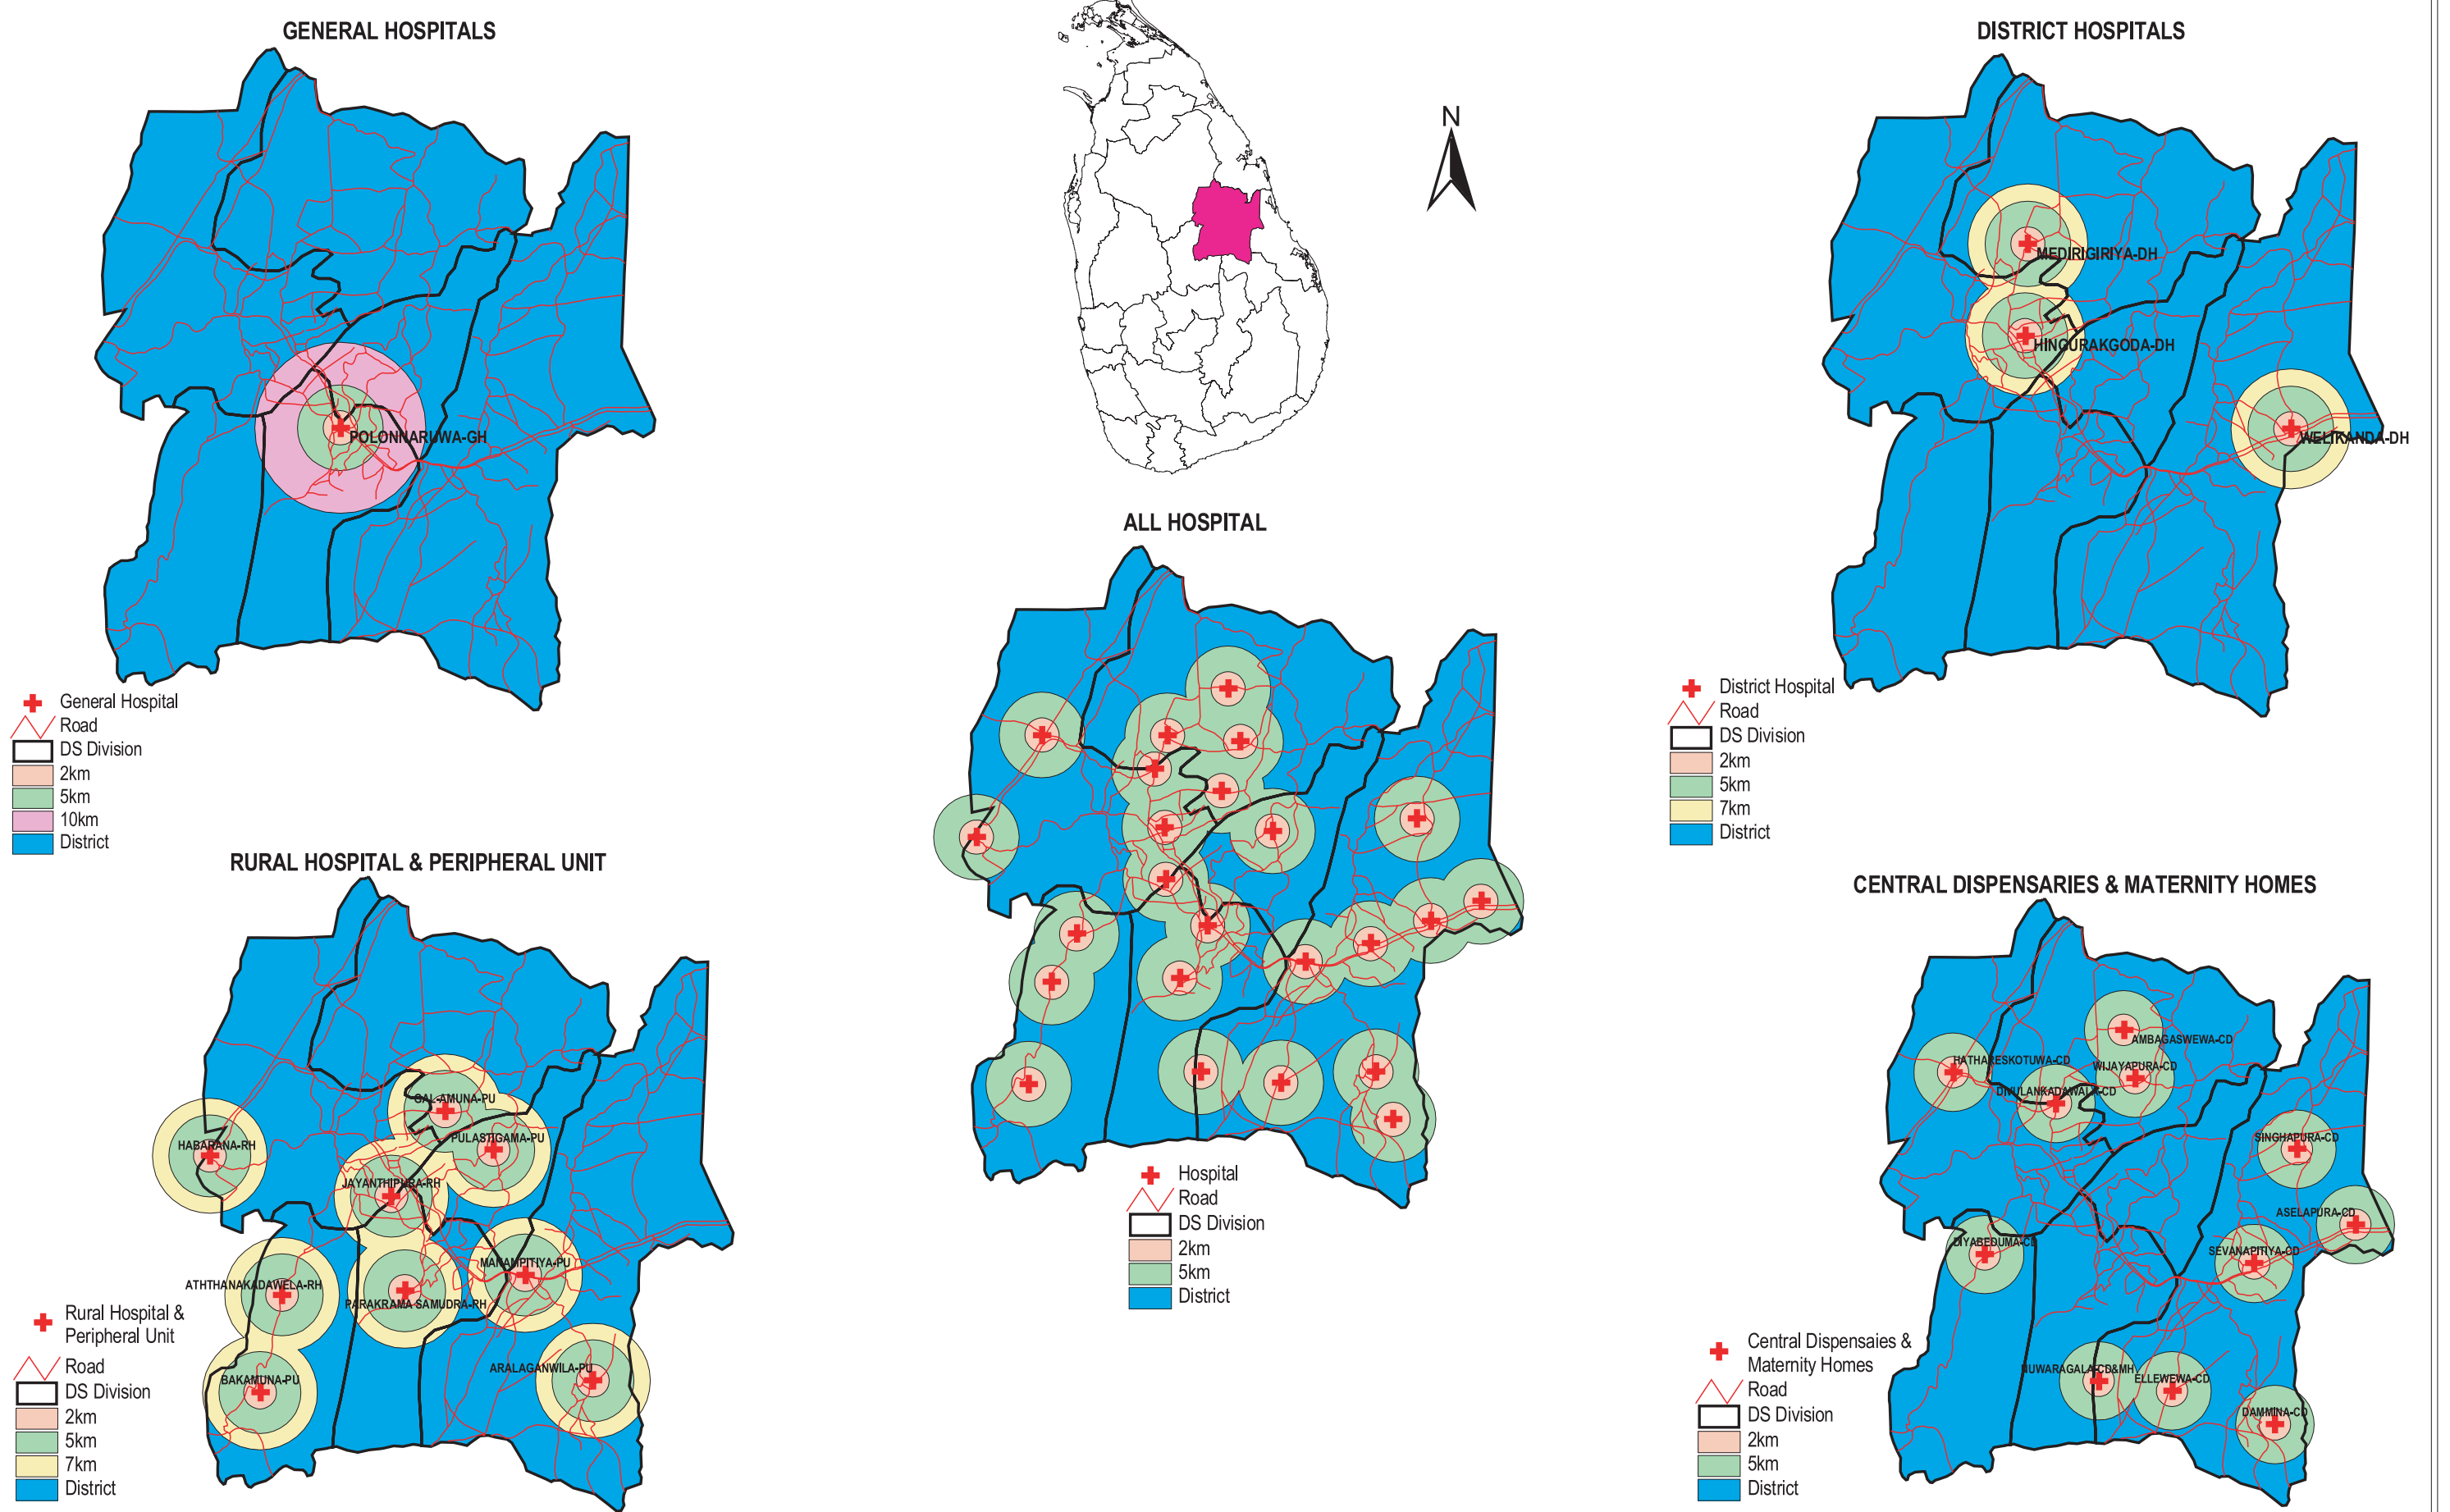 GENERAL HOSPITALS
POLONNARUWA-GH
General Hospital
Road
DS Division
2km
5km
10km
District
N
DISTRICT HOSPITALS
MEDIRIGIRIYA-DH
HINGURAKGODA-DH
WELIKANDA-DH
District Hospital
Road
DS Division
2km
5km
7km
District
ALL HOSPITAL
Hospital
Road
DS Division
2km
5km
District
RURAL HOSPITAL & PERIPHERAL UNIT
GAL-AMUNA-PU
PULASTIGAMA-PU
HABARANA-RH
JAYANTHIPURA-RH
MANAMPITIYA-PU
ATHTHANAKADAWELA-RH
PARAKRAMA SAMUDRA-RH
ARALAGANWILA-PU
BAKAMUNA-PU
Rural Hospital &
Peripheral Unit
Road
DS Division
2km
5km
7km
District
CENTRAL DISPENSARIES & MATERNITY HOMES
AMBAGASWEWA-CD
HATHARESKOTUWA-CD
WIJAYAPURA-CD
DIVULANKADAWALA-CD
SINGHAPURA-CD
ASELAPURA-CD
DIYABEDUMA-CD
SEVANAPITIYA-CD
NUWARAGALA-CD&MH
ELLEWEWA-CD
DAMMINA-CD
Central Dispensaies &
Maternity Homes
Road
DS Division
2km
5km
District